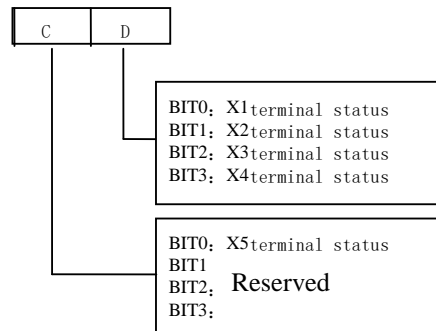 C D
BIT0：X1terminal status
BIT1：X2terminal status
BIT2：X3terminal status
BIT3：X4terminal status
BIT0：X5terminal status
BIT1
BIT2： Reserved
BIT3：